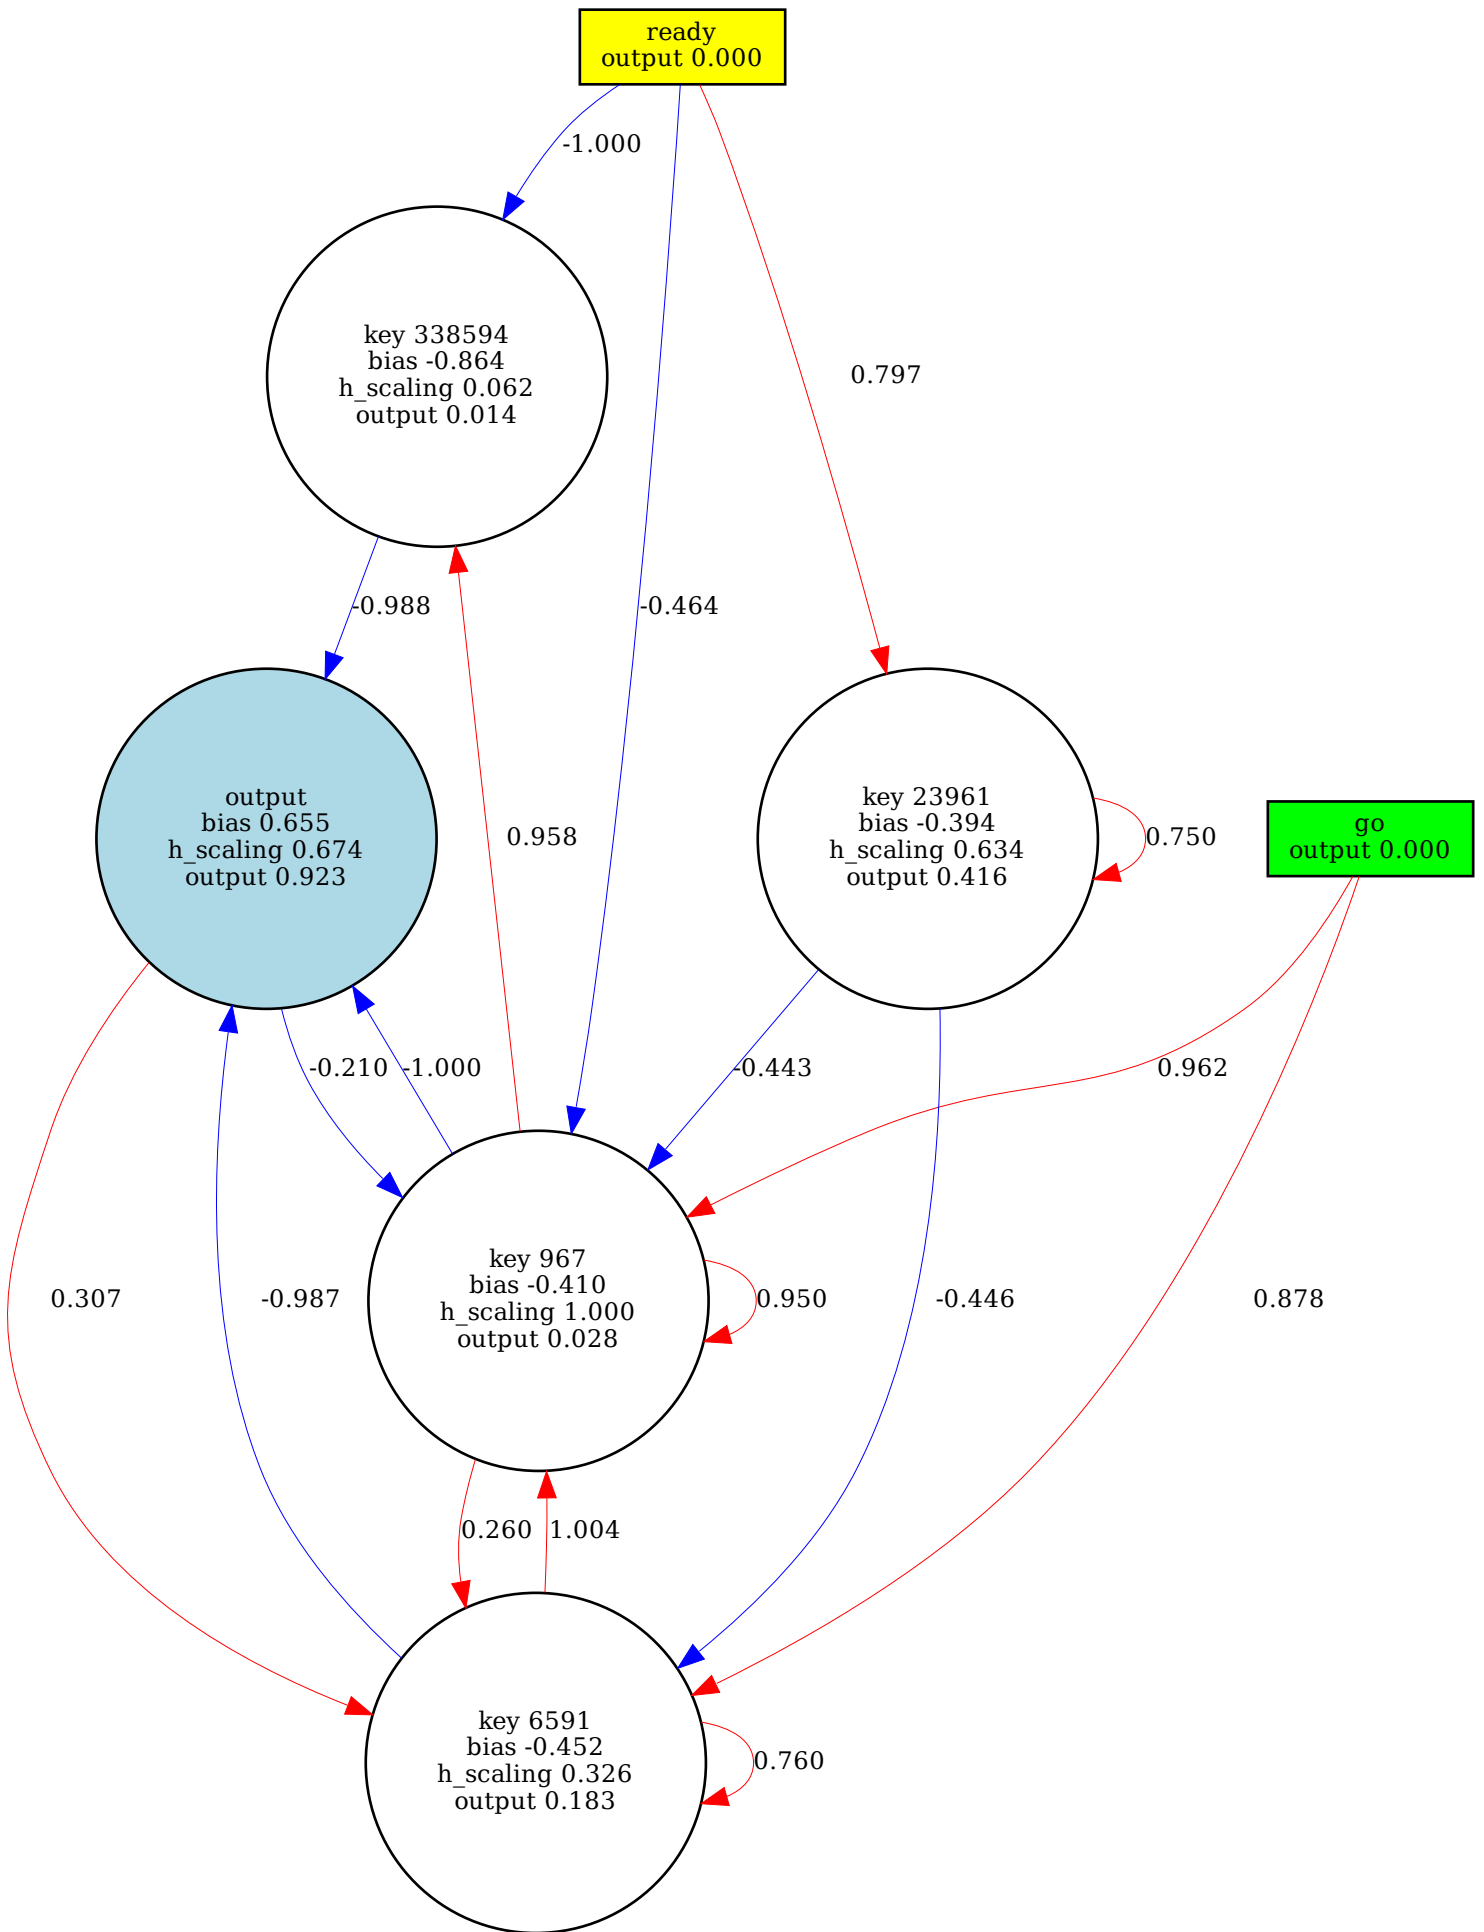 ready
output 0.000
-1.000
key 338594
bias -0.864
h_scaling 0.062
output 0.014
0.797
-0.988
-0.464
output
bias 0.655
h_scaling 0.674
output 0.923
0.958
key 23961
bias -0.394
h_scaling 0.634
output 0.416
0.750
go
output 0.000
-0.210
-1.000
-0.443
0.962
0.307
-0.987
key 967
bias -0.410
h_scaling 1.000
output 0.028
0.950
-0.446
0.878
0.260
1.004
key 6591
bias -0.452
h_scaling 0.326
output 0.183
0.760